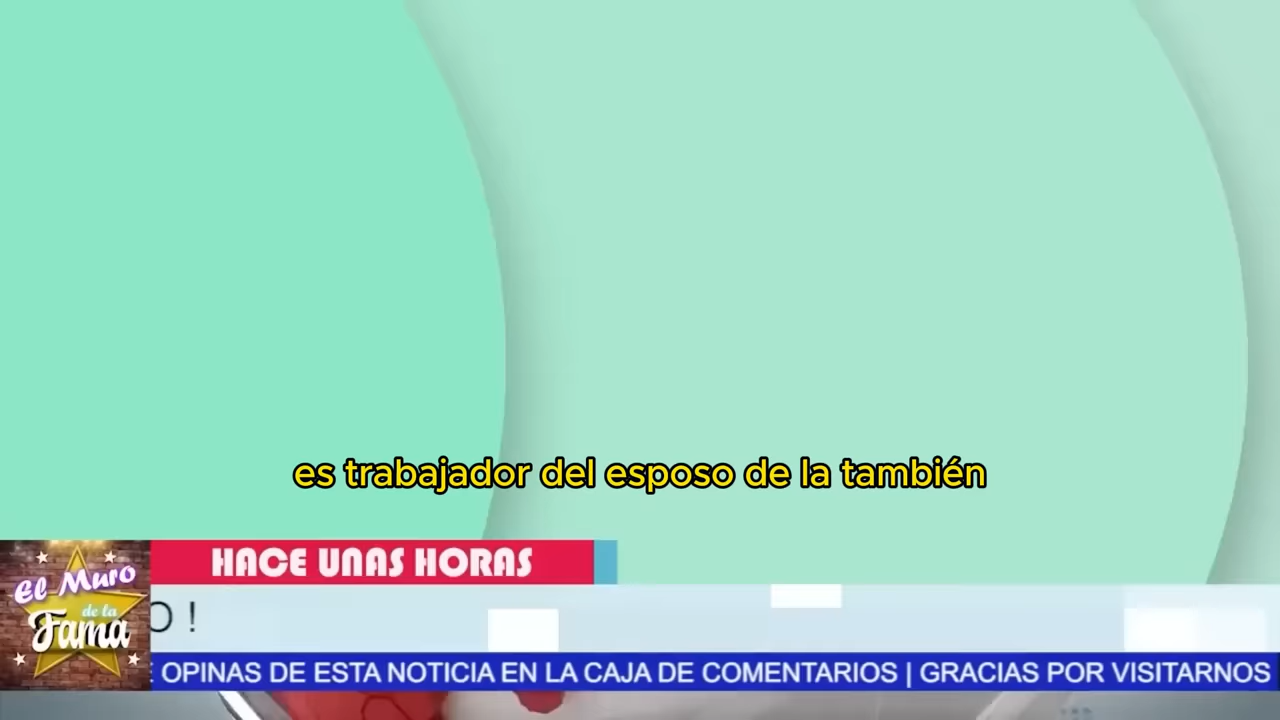 es trabajador del esposo de la también
HACE UNAS HORAS
El Muro
de la
Fama
O !
OPINAS DE ESTA NOTICIA EN LA CAJA DE COMENTARIOS | GRACIAS POR VISITARNOS